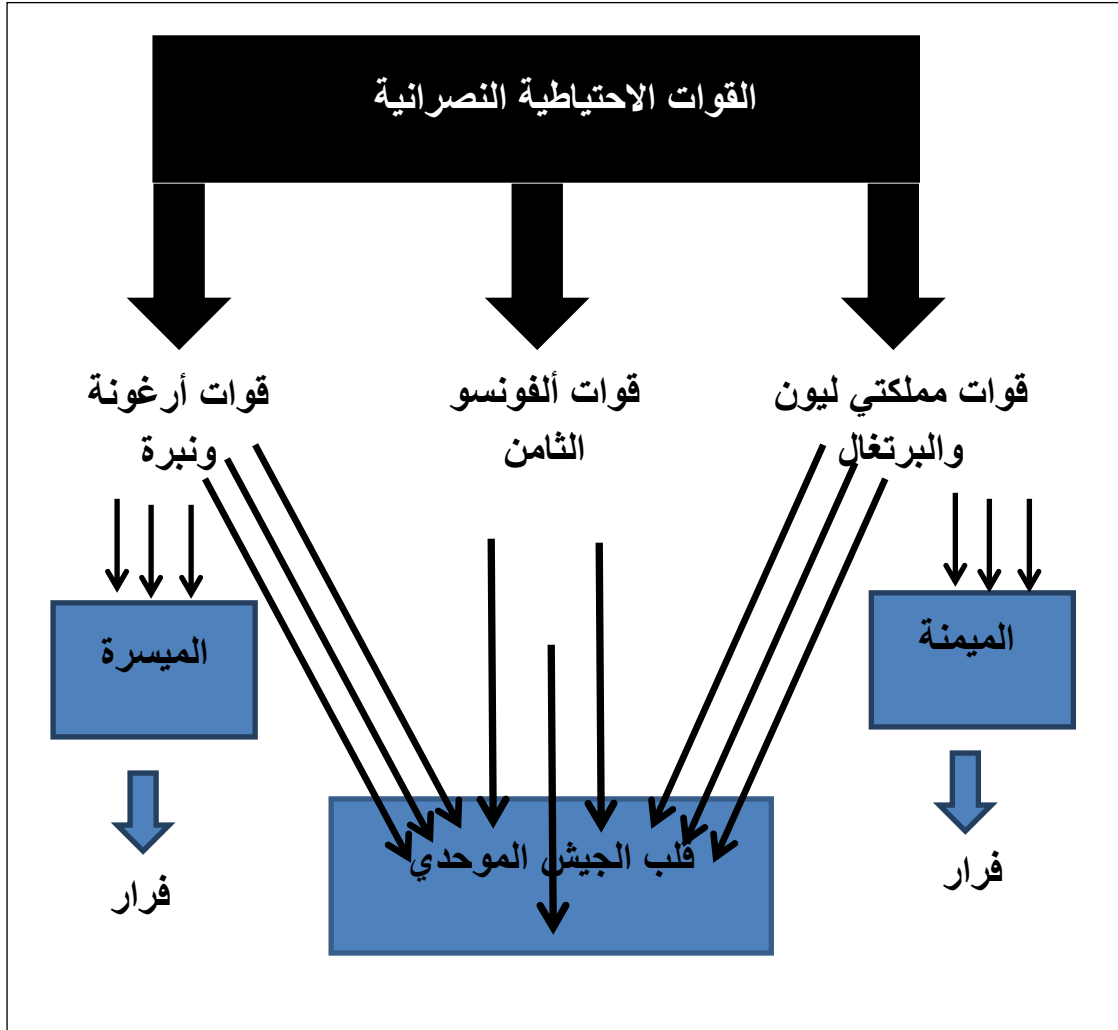 القوات الاحتياطية النصرانية
قوات مملكتي ليون
والبرتغال
قوات ألفونسو
الثامن
قوات أرغونة
ونبرة
الميمنة
الميسرة
قلب الجيش الموحدي
فرار
فرار